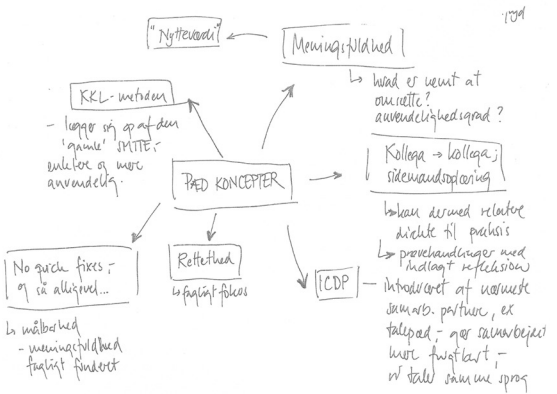 "Nytteværdi"
Meningsfuldhed
↳ hvad er nemt at
omsætte?
anvendelighedsgrad?
KKL-metoden
- lægger sig op af den
'gamle' SMTTE,-
enklere og mere
anvendelig.
PÆD KONCEPTER
Kollega → kollega;
sidemandsoplæring
↳ kan dermed relatere
direkte til praksis
↳ prøvehandlinger med
indlagt refleksion
No quick fixes,-
og så alligevel...
↳ målbarhed
- meningsfuldhed
fagligt funderet
Rettethed
↳ fagligt fokus
ICDP
- introduceret af nærmeste
samarb. partnere, ex
talepæd,- gør samarbejdet
mere frugtbart,-
vi taler samme sprog